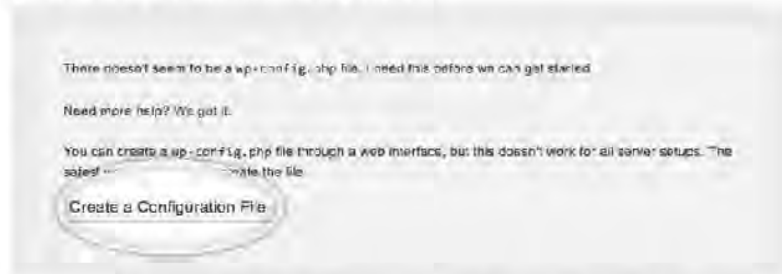 There doesn't seem to be a wp-config.php file. I need this before we can get started.
Need more help? We got it.
You can create a wp-config.php file through a web interface, but this doesn't work for all server setups. The
safest ate the file
Create a Configuration File